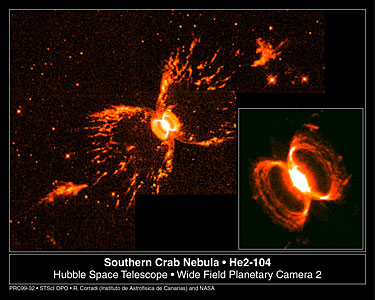 Southern Crab Nebula • He2-104
Hubble Space Telescope • Wide Field Planetary Camera 2
PRC99-32 • STScI OPO • R. Corradi (Instituto de Astrofisica de Canarias) and NASA